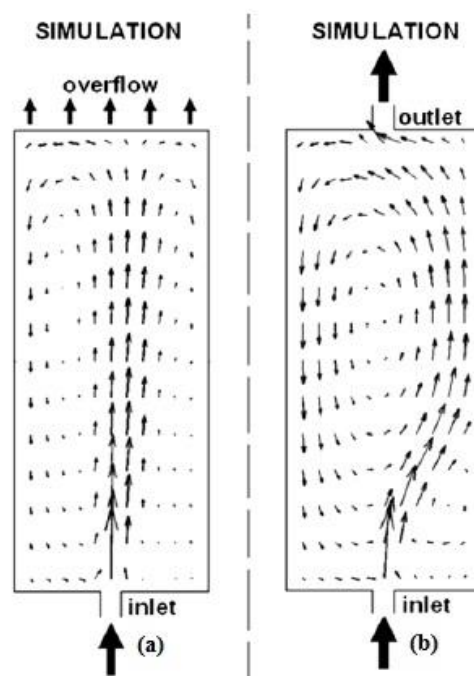 SIMULATION
overflow
inlet
(a)
SIMULATION
outlet
inlet
(b)